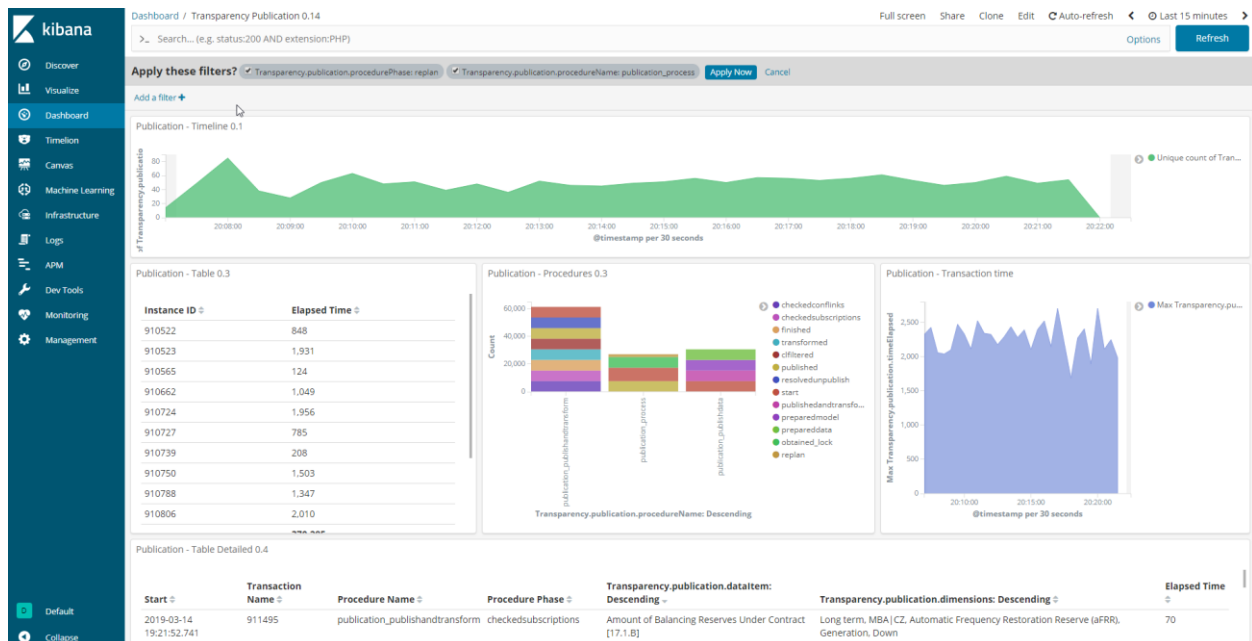 kibana
Discover
Visualize
Dashboard
Timelion
Canvas
Machine Learning
Infrastructure
Logs
APM
Dev Tools
Monitoring
Management
D Default
Collapse
Dashboard / Transparency Publication 0.14
Full screen Share Clone Edit Auto-refresh Last 15 minutes
>_ Search... (e.g. status:200 AND extension:PHP)
Options Refresh
Apply these filters? Transparency.publication.procedurePhase: replan Transparency.publication.procedureName: publication_process Apply Now Cancel
Add a filter +
Publication - Timeline 0.1
of Transparency.publicatio
80
60
40
20
0
20:08:00 20:09:00 20:10:00 20:11:00 20:12:00 20:13:00 20:14:00 20:15:00 20:16:00 20:17:00 20:18:00 20:19:00 20:20:00 20:21:00 20:22:00
@timestamp per 30 seconds
Unique count of Tran...
Publication - Table 0.3
Instance ID Elapsed Time
910522 848
910523 1,931
910565 124
910662 1,049
910724 1,956
910727 785
910739 208
910750 1,503
910788 1,347
910806 2,010
Publication - Procedures 0.3
Count
60,000
40,000
20,000
0
publication_publishandtransform
publication_process
publication_publishdata
Transparency.publication.procedureName: Descending
checkedconflinks
checkedsubscriptions
finished
transformed
clfiltered
published
resolvedunpublish
start
publishedandtransfo...
preparedmodel
prepareddata
obtained_lock
replan
Publication - Transaction time
Max Transparency.publication.timeElapsed
2,500
2,000
1,500
1,000
500
0
20:10:00 20:15:00 20:20:00
@timestamp per 30 seconds
Max Transparency.pu...
Publication - Table Detailed 0.4
Start Transaction Name Procedure Name Procedure Phase Transparency.publication.dataItem: Descending Transparency.publication.dimensions: Descending Elapsed Time
2019-03-14 911495 publication_publishandtransform checkedsubscriptions Amount of Balancing Reserves Under Contract Long term, MBA|CZ, Automatic Frequency Restoration Reserve (aFRR), 70
19:21:52.741 [17.1.B] Generation, Down